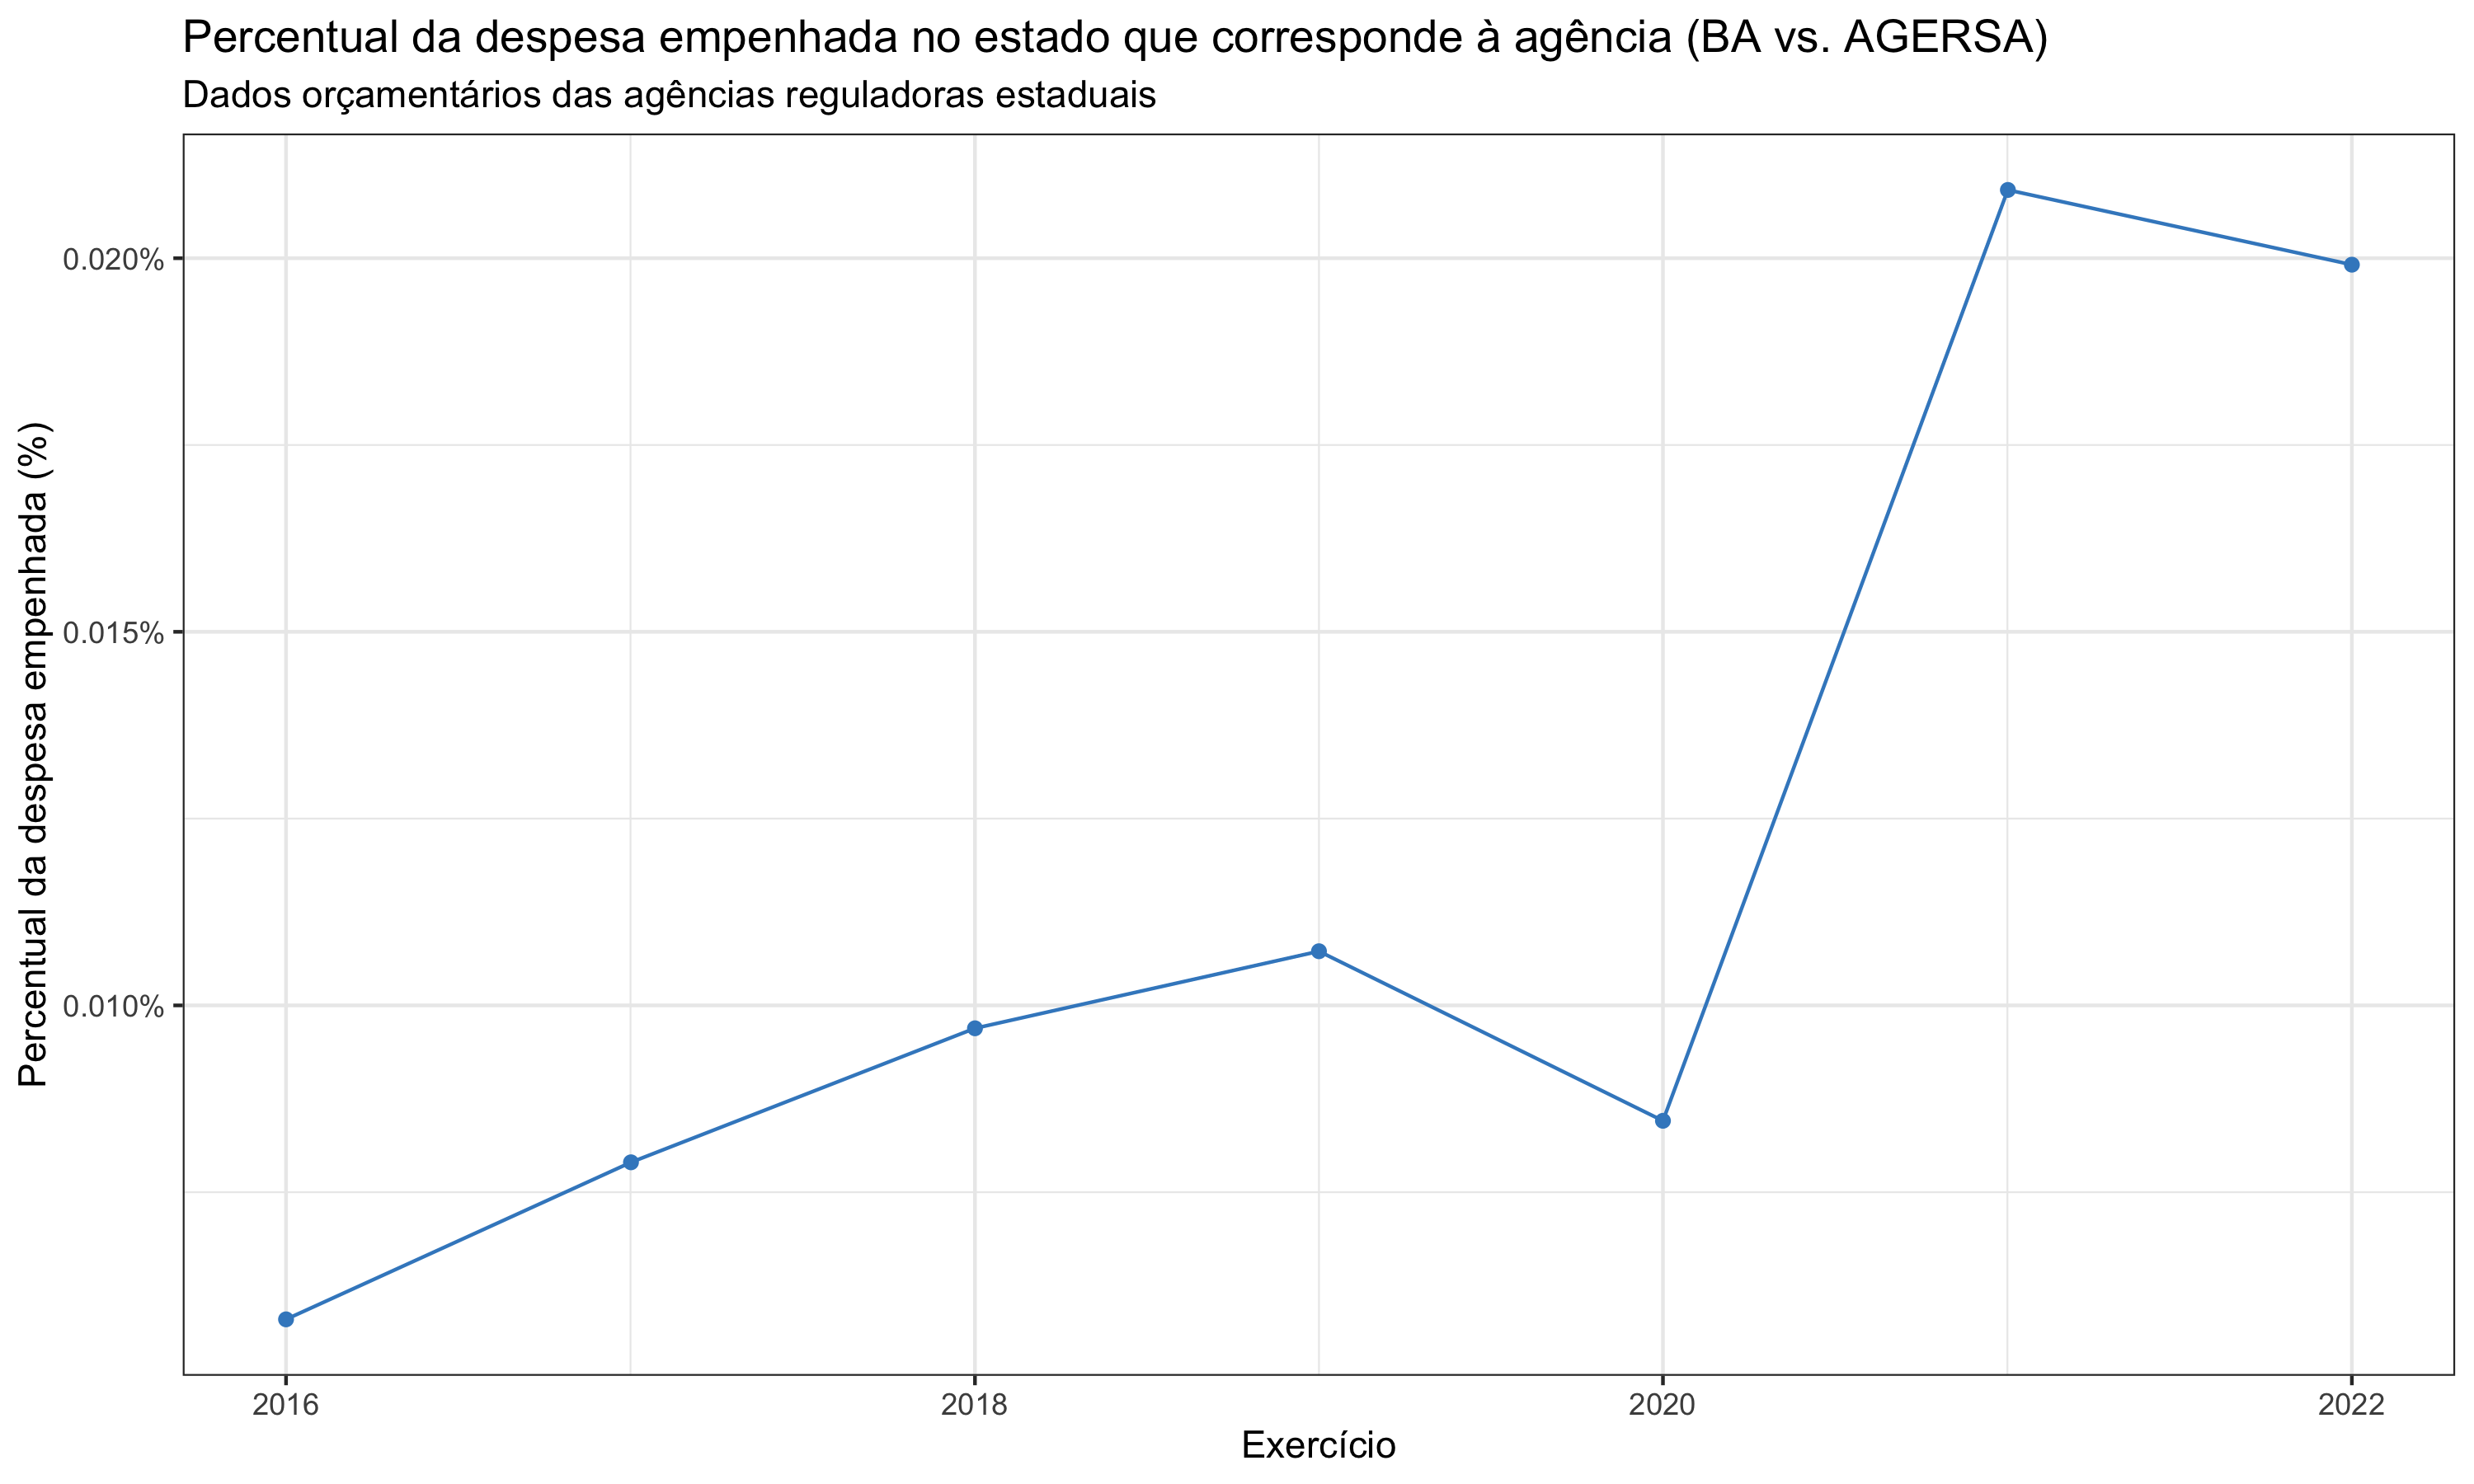 Percentual da despesa empenhada no estado que corresponde à agência (BA vs. AGERSA)
Dados orçamentários das agências reguladoras estaduais
Percentual da despesa empenhada (%)
0.020%
0.015%
0.010%
2016
2018
2020
2022
Exercício